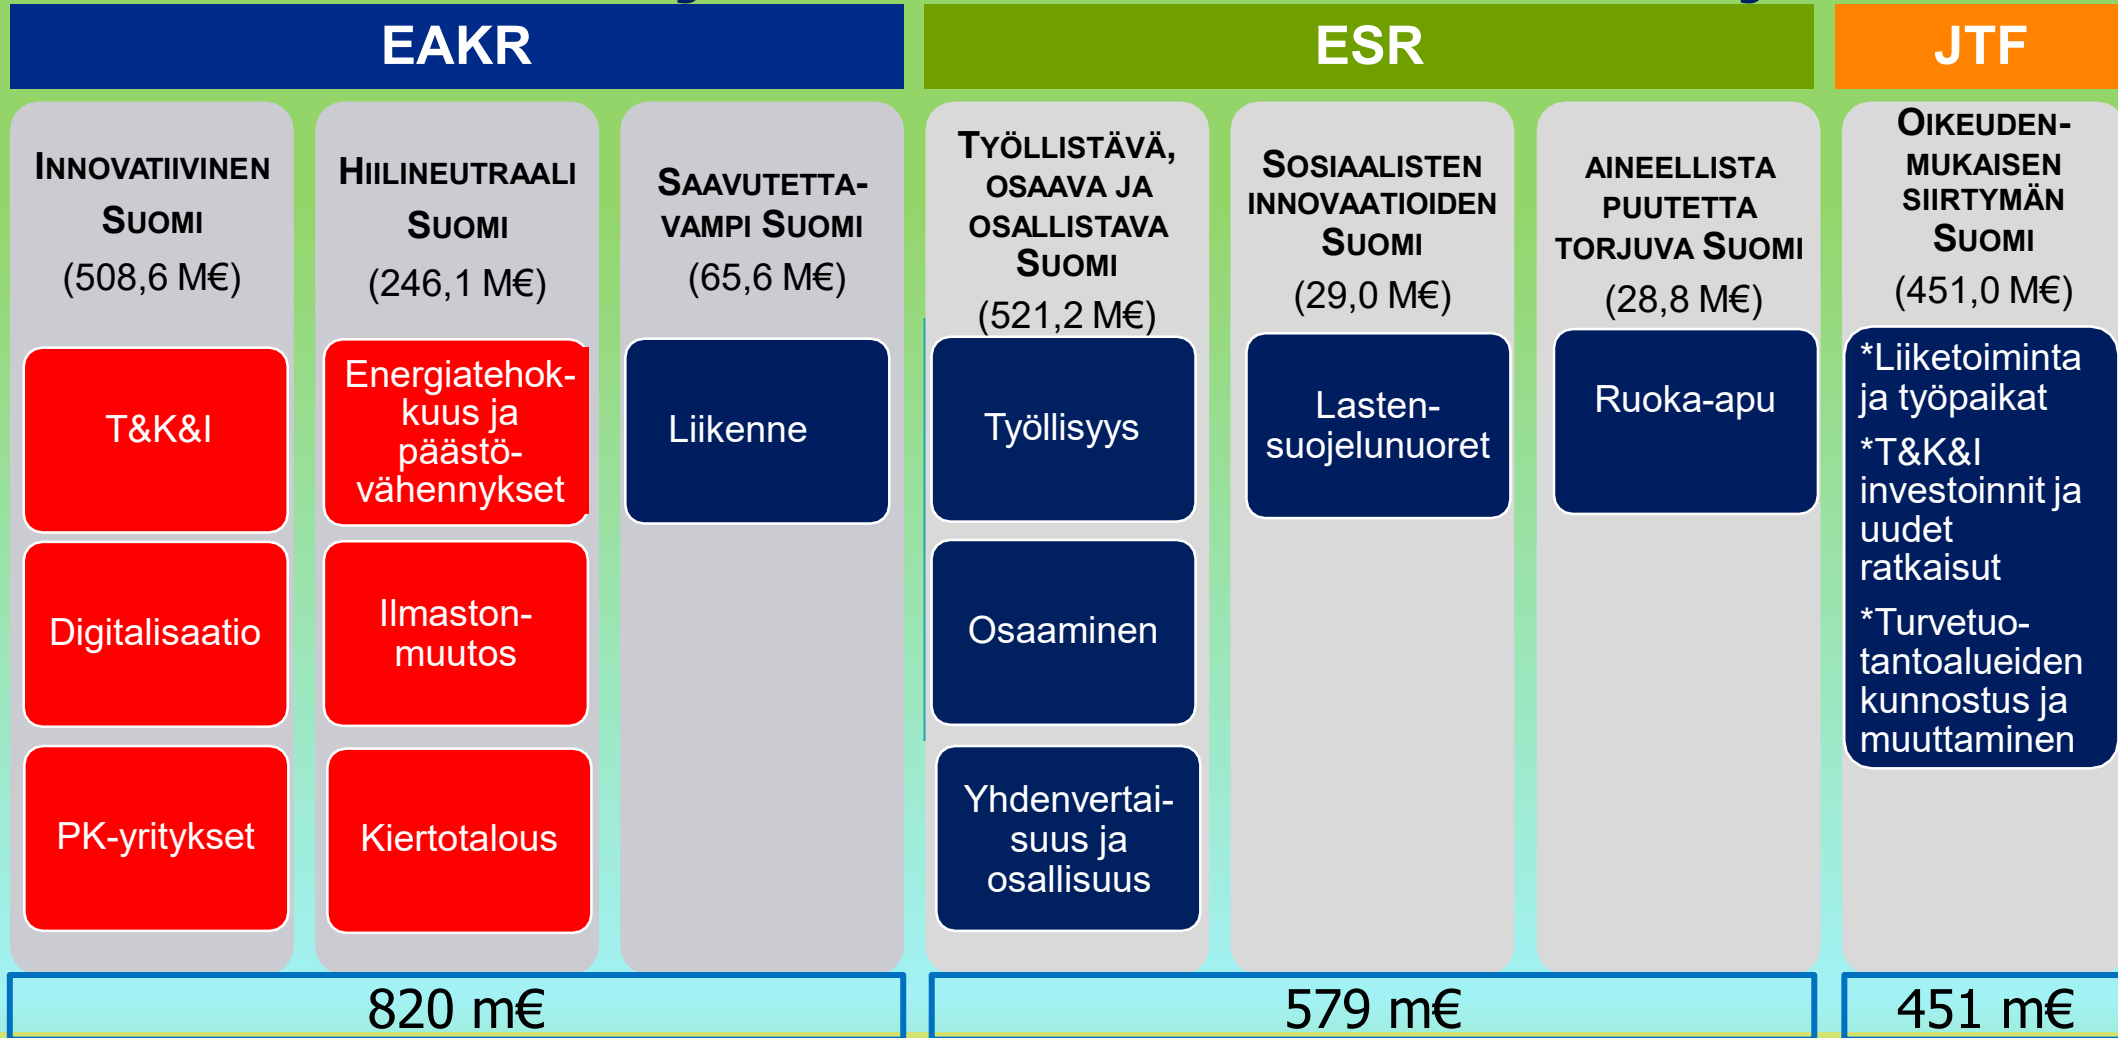 EAKR
INNOVATIIVINEN
SUOMI
(508,6 M€)
T&K&I
Digitalisaatio
PK-yritykset
HIILINEUTRAALI
SUOMI
(246,1 M€)
Energiatehok-
kuus ja
päästö-
vähennykset
Ilmaston-
muutos
Kiertotalous
SAAVUTETTA-
VAMPI SUOMI
(65,6 M€)
Liikenne
820 m€
ESR
TYÖLLISTÄVÄ,
OSAAVA JA
OSALLISTAVA
SUOMI
(521,2 M€)
Työllisyys
Osaaminen
Yhdenvertai-
suus ja
osallisuus
SOSIAALISTEN
INNOVAATIOIDEN
SUOMI
(29,0 M€)
Lasten-
suojelunuoret
AINEELLISTA
PUUTETTA
TORJUVA SUOMI
(28,8 M€)
Ruoka-apu
579 m€
JTF
OIKEUDEN-
MUKAISEN
SIIRTYMÄN
SUOMI
(451,0 M€)
*Liiketoiminta
ja työpaikat
*T&K&I
investoinnit ja
uudet
ratkaisut
*Turvetuo-
tantoalueiden
kunnostus ja
muuttaminen
451 m€